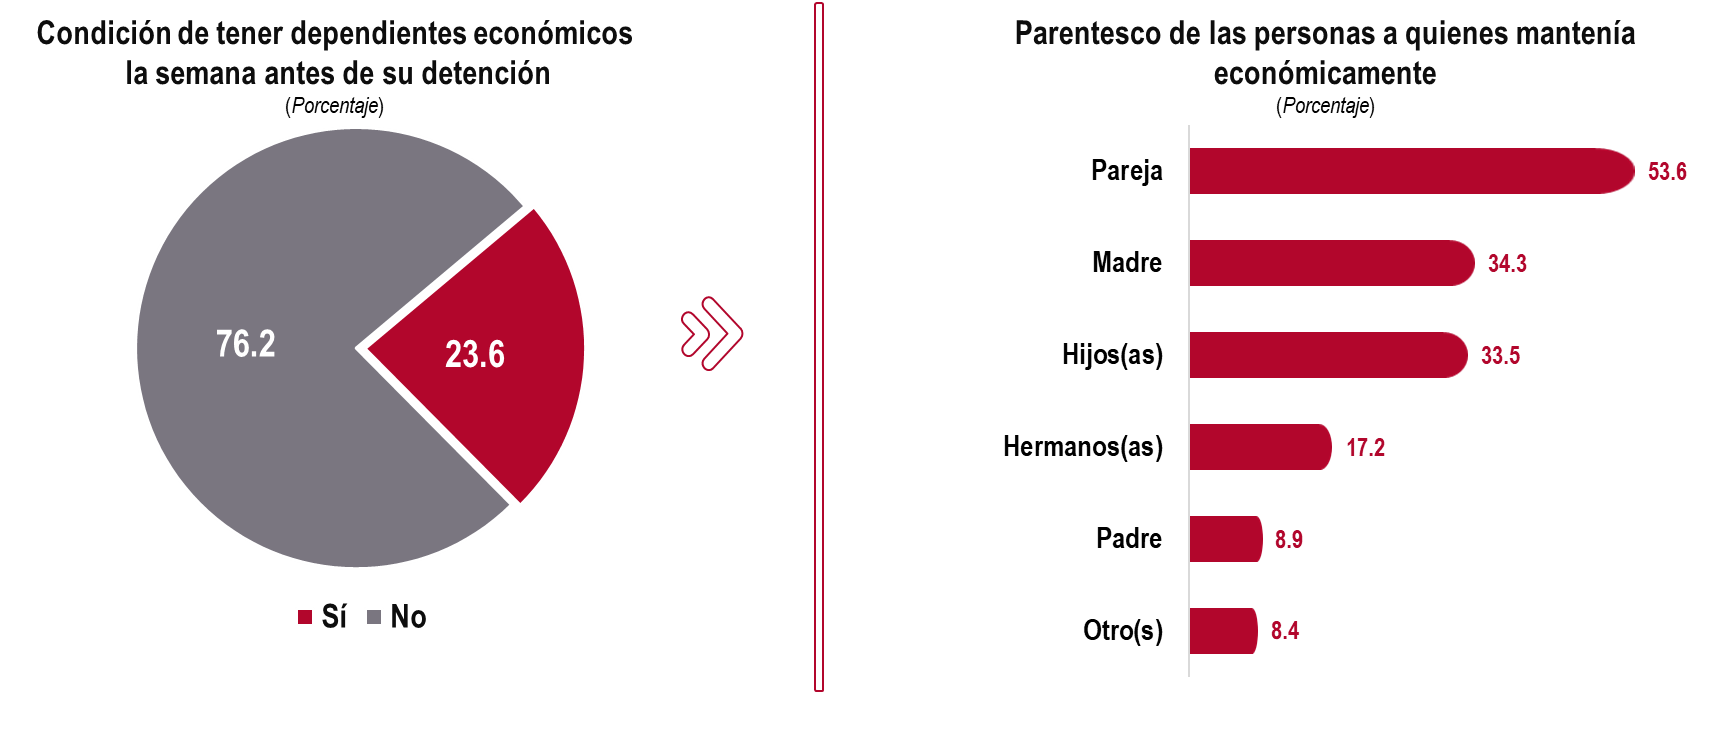 Condición de tener dependientes económicos
la semana antes de su detención
(Porcentaje)
76.2
23.6
Sí No
Parentesco de las personas a quienes mantenía
económicamente
(Porcentaje)
Pareja 53.6
Madre 34.3
Hijos(as) 33.5
Hermanos(as) 17.2
Padre 8.9
Otro(s) 8.4